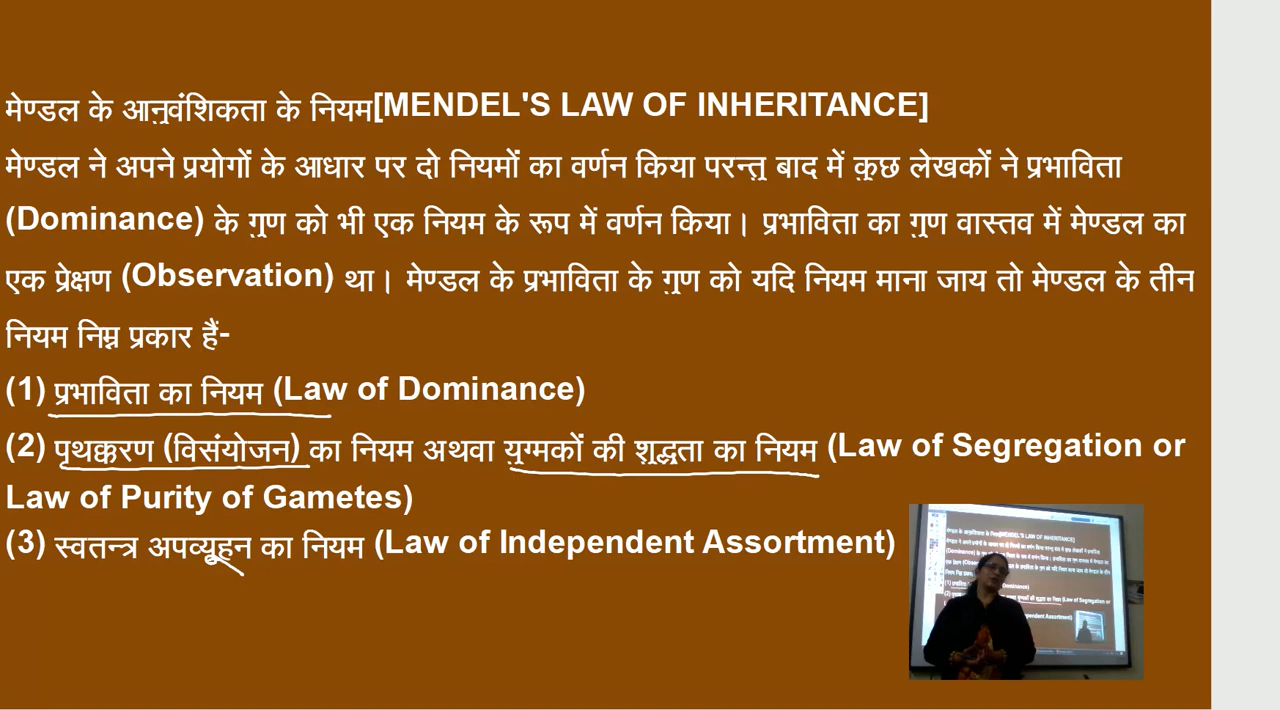 मेण्डल के आनुवंशिकता के नियम[MENDEL'S LAW OF INHERITANCE]
मेण्डल ने अपने प्रयोगों के आधार पर दो नियमों का वर्णन किया परन्तु बाद में कुछ लेखकों ने प्रभाविता
(Dominance) के गुण को भी एक नियम के रूप में वर्णन किया। प्रभाविता का गुण वास्तव में मेण्डल का
एक प्रेक्षण (Observation) था। मेण्डल के प्रभाविता के गुण को यदि नियम माना जाय तो मेण्डल के तीन
नियम निम्न प्रकार हैं-
(1) प्रभाविता का नियम (Law of Dominance)
(2) पृथक्करण (विसंयोजन) का नियम अथवा युग्मकों की शुद्धता का नियम (Law of Segregation or
Law of Purity of Gametes)
(3) स्वतन्त्र अपव्यूहन का नियम (Law of Independent Assortment)